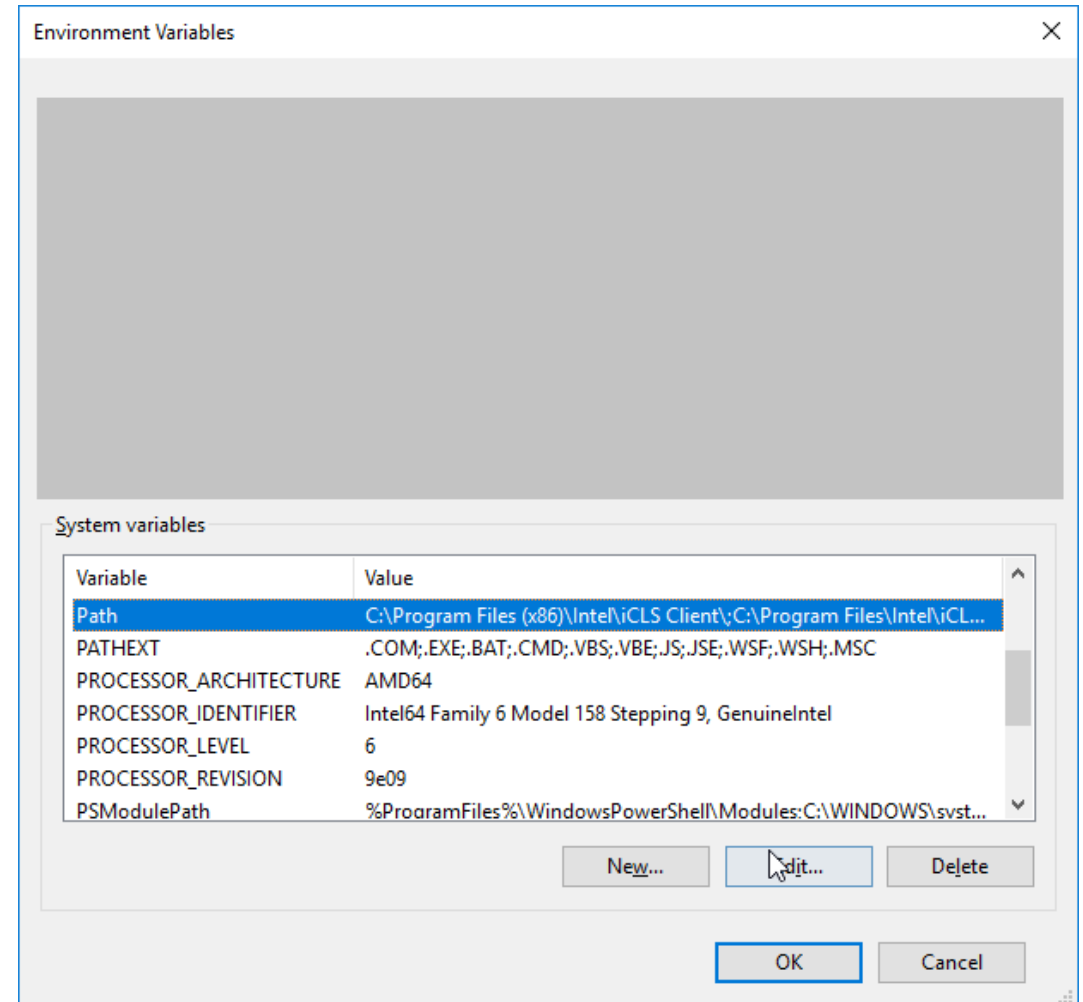 Environment Variables
System variables
Variable Value
Path C:\Program Files (x86)\Intel\iCLS Client\;C:\Program Files\Intel\iCL...
PATHEXT .COM;.EXE;.BAT;.CMD;.VBS;.VBE;.JS;.JSE;.WSF;.WSH;.MSC
PROCESSOR_ARCHITECTURE AMD64
PROCESSOR_IDENTIFIER Intel64 Family 6 Model 158 Stepping 9, GenuineIntel
PROCESSOR_LEVEL 6
PROCESSOR_REVISION 9e09
PSModulePath %ProgramFiles%\WindowsPowerShell\Modules;C:\WINDOWS\syst...
New... Edit... Delete
OK Cancel